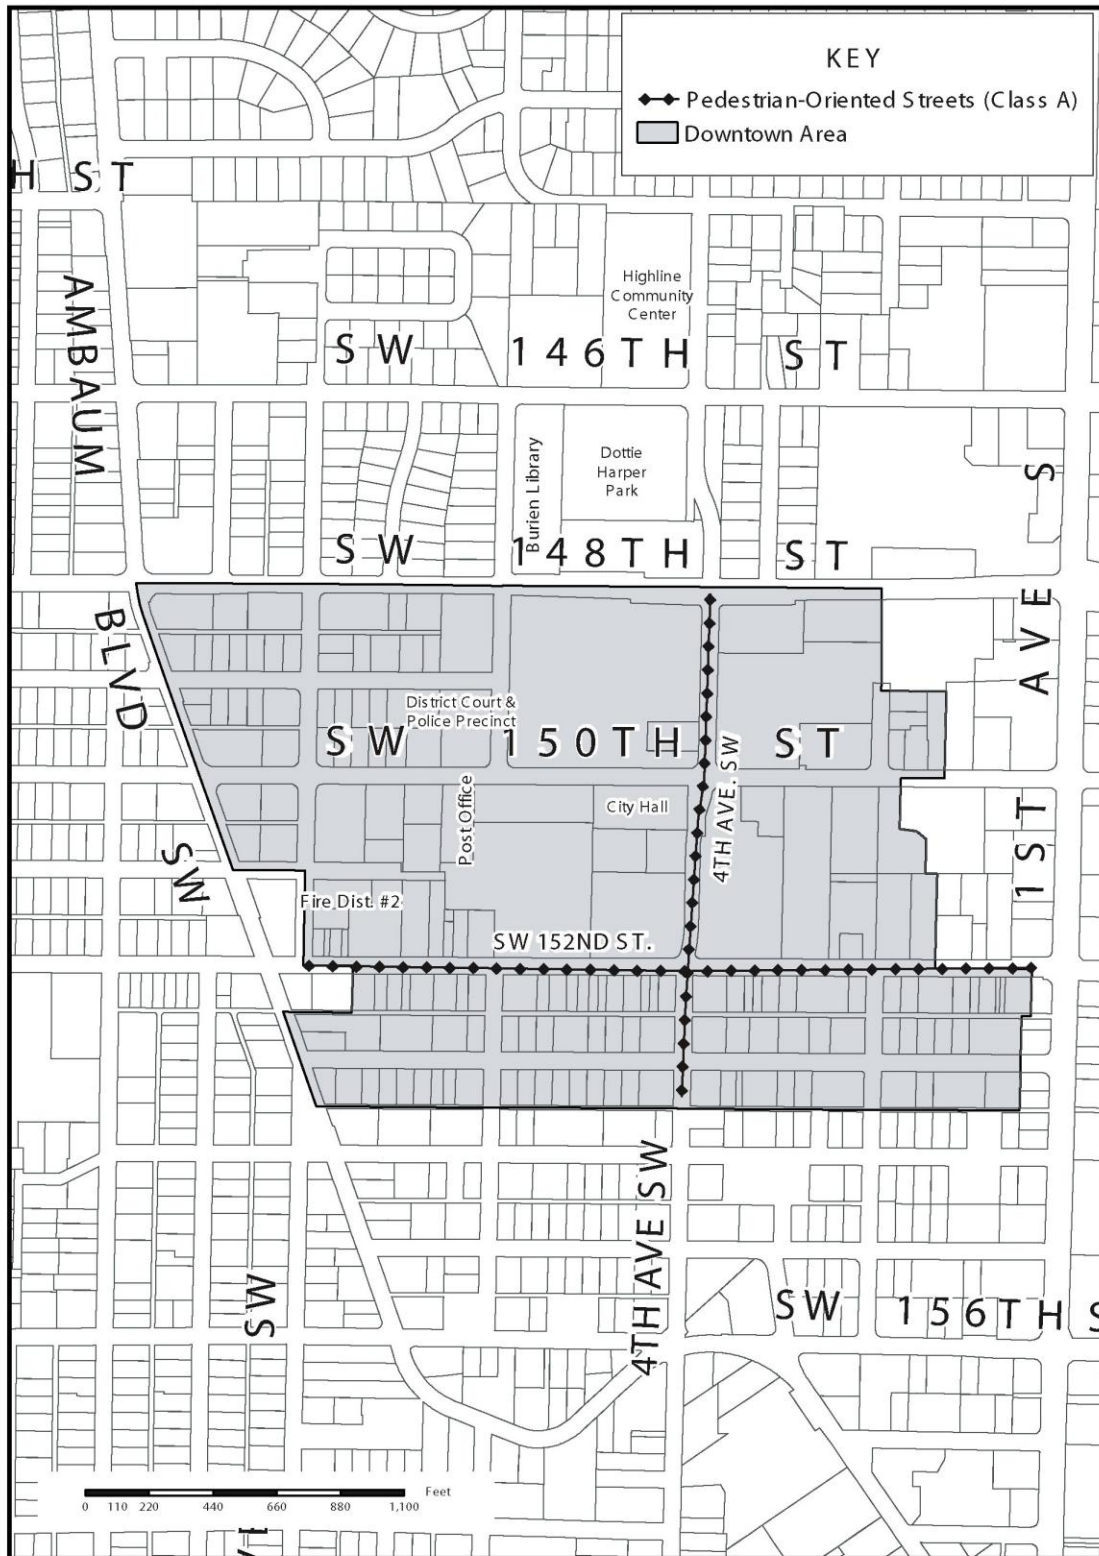 KEY
Pedestrian-Oriented Streets (Class A)
Downtown Area
H ST
AMBAUM
Highline
Community
Center
SW 146TH ST
Burien Library
Dottie
Harper
Park
S
SW 148TH ST
BLVD
AVE
District Court &
Police Precinct
SW 150TH ST
4TH AVE. SW
Post Office
City Hall
1ST
SW
Fire Dist. #2
SW 152ND ST.
4TH AVE SW
SW
SW 156TH S
Feet
0 110 220 440 660 880 1,100